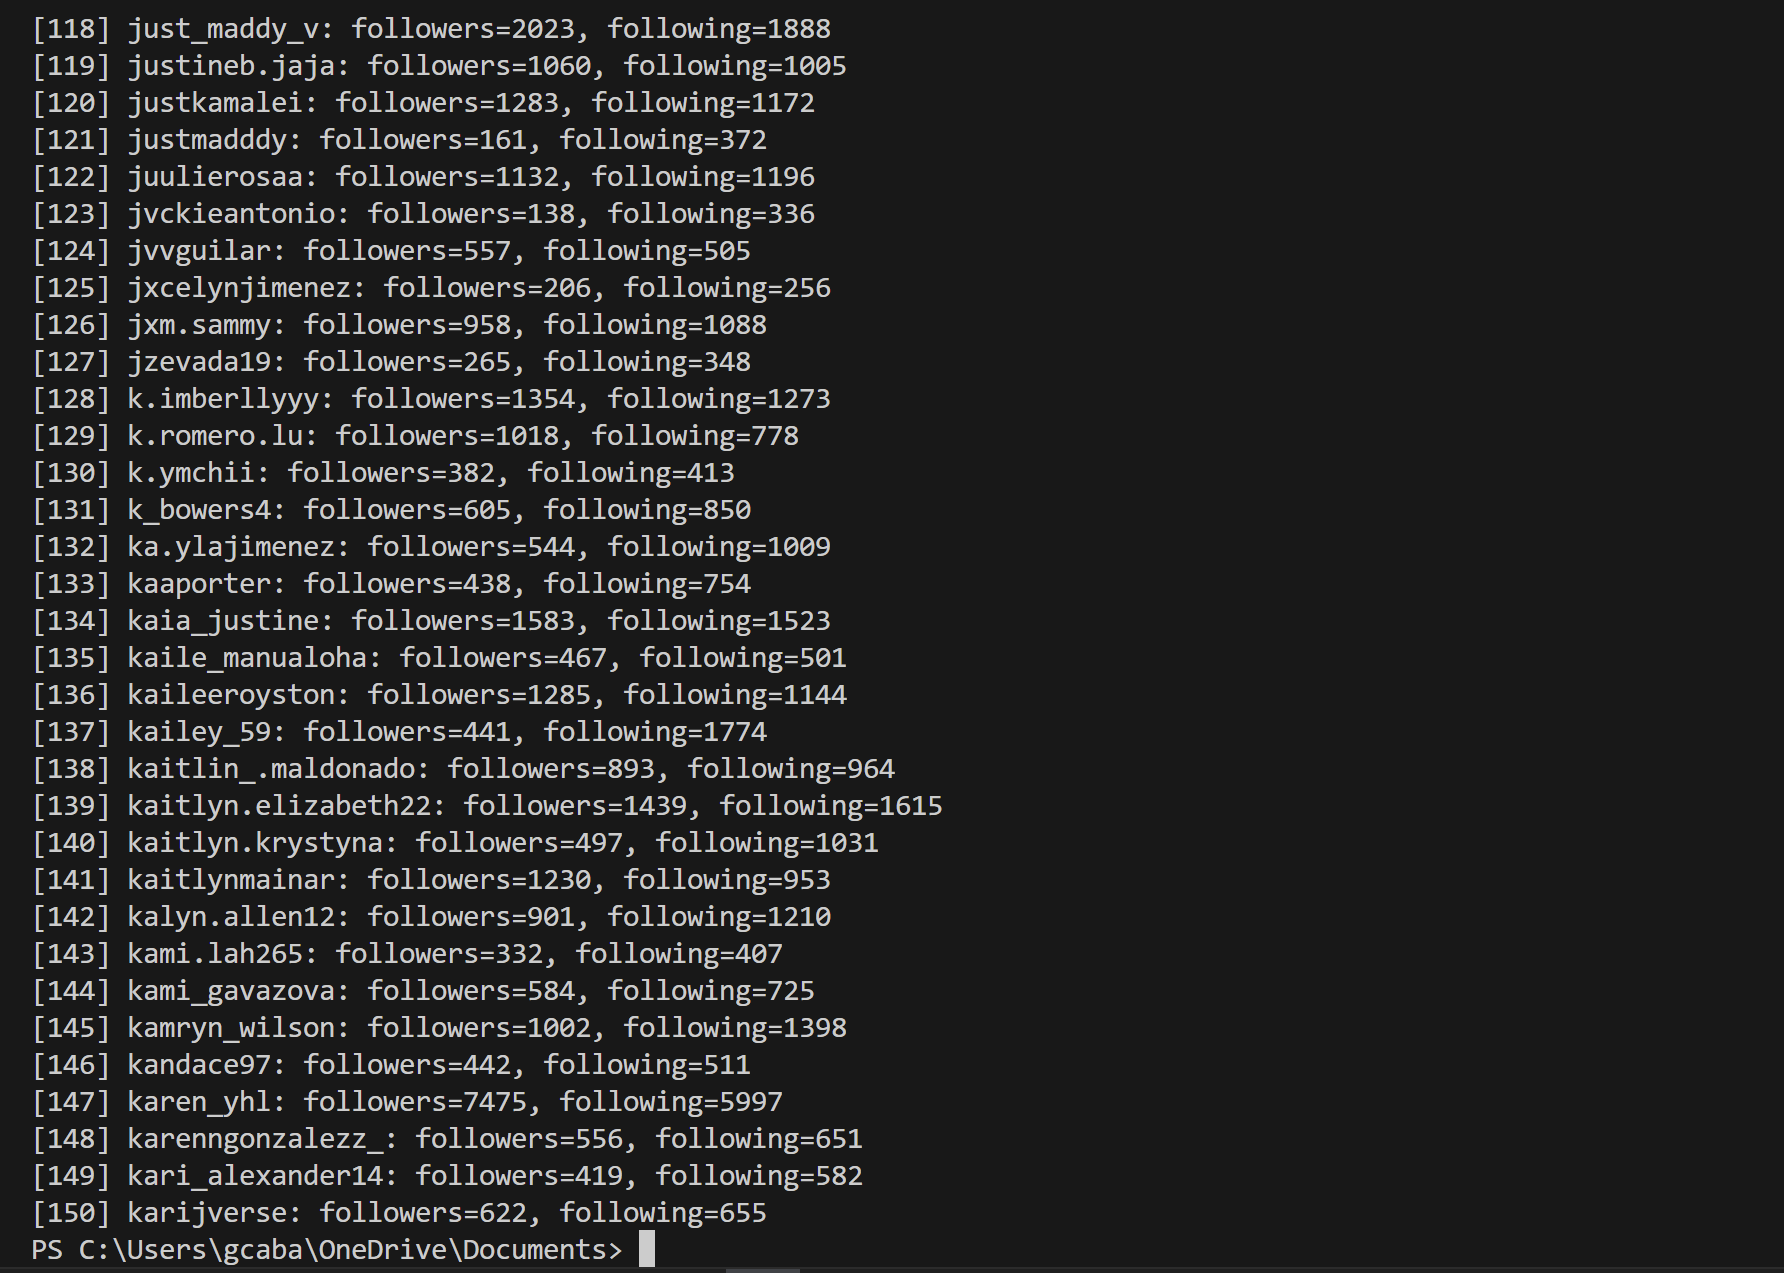 [118] just_maddy_v: followers=2023, following=1888
[119] justineb.jaja: followers=1060, following=1005
[120] justkamalei: followers=1283, following=1172
[121] justmadddy: followers=161, following=372
[122] juulierosaa: followers=1132, following=1196
[123] jvckieantonio: followers=138, following=336
[124] jvvguilar: followers=557, following=505
[125] jxcelynjimenez: followers=206, following=256
[126] jxm.sammy: followers=958, following=1088
[127] jzevada19: followers=265, following=348
[128] k.imberllyyy: followers=1354, following=1273
[129] k.romero.lu: followers=1018, following=778
[130] k.ymchii: followers=382, following=413
[131] k_bowers4: followers=605, following=850
[132] ka.ylajimenez: followers=544, following=1009
[133] kaaporter: followers=438, following=754
[134] kaia_justine: followers=1583, following=1523
[135] kaile_manualoha: followers=467, following=501
[136] kaileeroyston: followers=1285, following=1144
[137] kailey_59: followers=441, following=1774
[138] kaitlin_.maldonado: followers=893, following=964
[139] kaitlyn.elizabeth22: followers=1439, following=1615
[140] kaitlyn.krystyna: followers=497, following=1031
[141] kaitlynmainar: followers=1230, following=953
[142] kalyn.allen12: followers=901, following=1210
[143] kami.lah265: followers=332, following=407
[144] kami_gavazova: followers=584, following=725
[145] kamryn_wilson: followers=1002, following=1398
[146] kandace97: followers=442, following=511
[147] karen_yhl: followers=7475, following=5997
[148] karenngonzalezz_: followers=556, following=651
[149] kari_alexander14: followers=419, following=582
[150] karijverse: followers=622, following=655
PS C:\Users\gcaba\OneDrive\Documents>